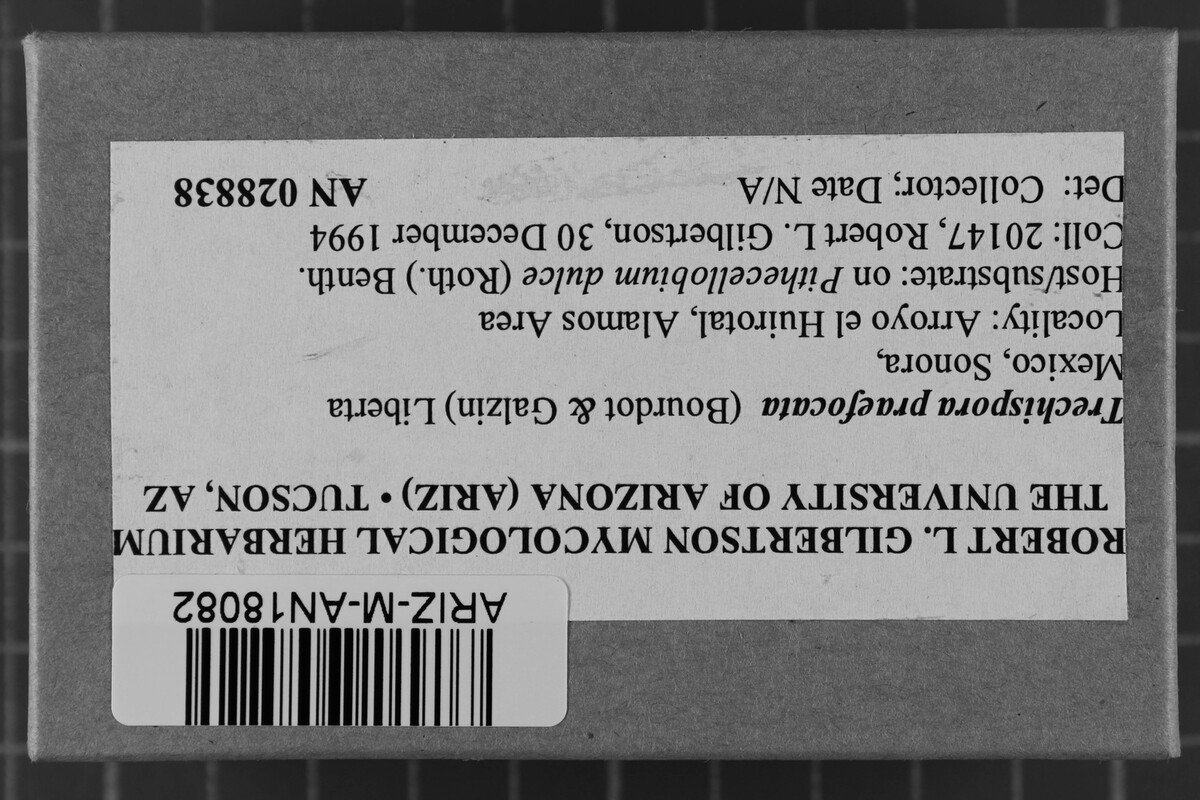 ARIZ-M-AN18082
ROBERT L. GILBERTSON MYCOLOGICAL HERBARIUM
THE UNIVERSITY OF ARIZONA (ARIZ) • TUCSON, AZ
Trechispora praefocata (Bourdot & Galzin) Liberta
Mexico, Sonora,
Locality: Arroyo el Huirotal, Alamos Area
Host/substrate: on Pithecellobium dulce (Roth.) Benth.
Coll: 20147, Robert L. Gilbertson, 30 December 1994
Det: Collector; Date N/A AN 028838